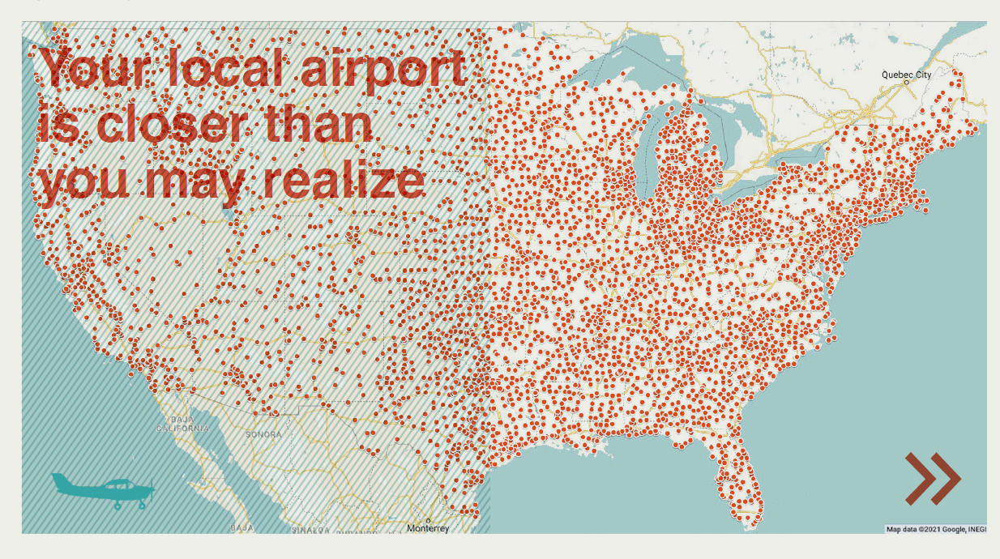 Your local airport
is closer than
you may realize
Quebec City
BAJA
CALIFORNIA
SONORA
BAJA
SINALOA
DURANGO
Monterrey
Map data ©2021 Google, INEGI